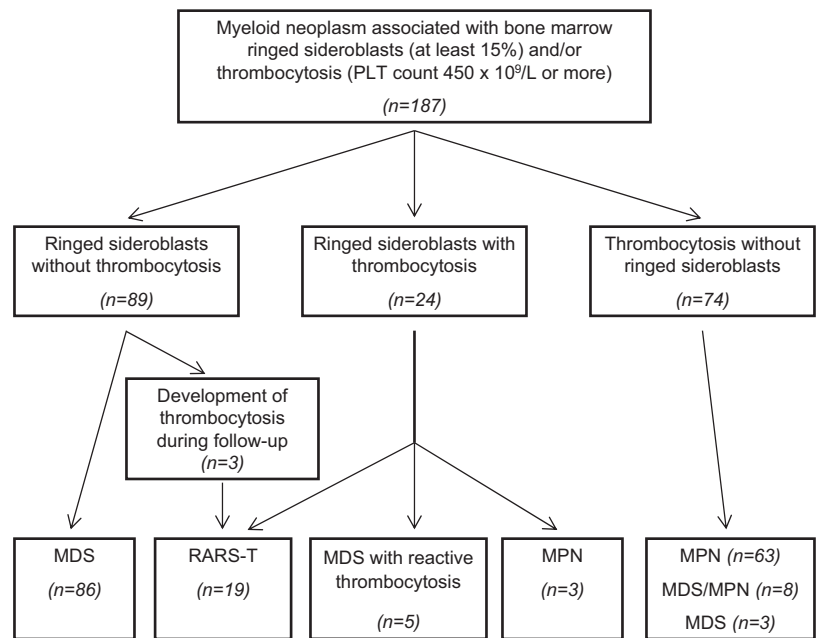 Myeloid neoplasm associated with bone marrow
ringed sideroblasts (at least 15%) and/or
thrombocytosis (PLT count 450 x 10⁹/L or more)
(n=187)
Ringed sideroblasts
without thrombocytosis
(n=89)
Ringed sideroblasts with
thrombocytosis
(n=24)
Thrombocytosis without
ringed sideroblasts
(n=74)
Development of
thrombocytosis
during follow-up
(n=3)
MDS
(n=86)
RARS-T
(n=19)
MDS with reactive
thrombocytosis
(n=5)
MPN
(n=3)
MPN (n=63)
MDS/MPN (n=8)
MDS (n=3)